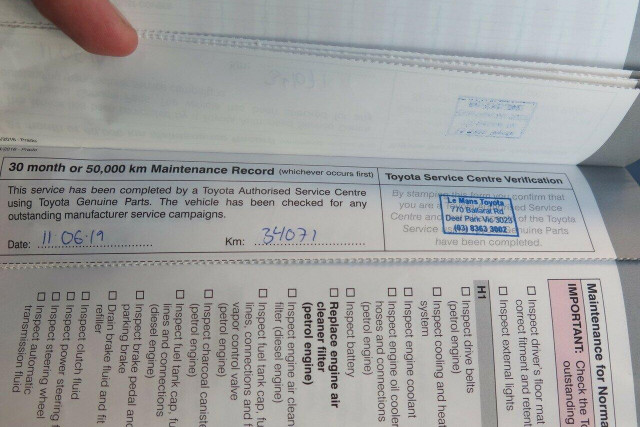 30 month or 50,000 km Maintenance Record (whichever occurs first)
Toyota Service Centre Verification
This service has been completed by a Toyota Authorised Service Centre
using Toyota Genuine Parts. The vehicle has been checked for any
outstanding manufacturer service campaigns.
Date: 11 06·19
Km: 34071
By stamping this you confirm that
you are a
ised Service
Centre and
of the Toyota
Service
enuine Parts
have been completed.
Le Mans Toyota
770 Ballarat Rd
Deer Park Vic 3023
(03) 8363 3002
Maintenance for Norma
IMPORTANT: Check the To
outstanding
☐ Inspect driver's floor mat
correct fitment and retent
☐ Inspect external lights
H1
☐ Inspect drive belts
(petrol engine)
☐ Inspect cooling and heat
system
☐ Inspect engine coolant
☐ Inspect engine oil cooler
hoses and connections
(petrol engine)
☐ Inspect battery
☐ Replace engine air
cleaner filter
(petrol engine)
☐ Inspect engine air clean
filter (diesel engine)
☐ Inspect fuel tank cap, fu
lines, connections and f
vapor control valve
(petrol engine)
☐ Inspect charcoal caniste
(petrol engine)
☐ Inspect fuel tank cap, fu
lines and connections
(diesel engine)
☐ Inspect brake pedal and
parking brake
☐ Drain brake fluid and fit
refiller
☐ Inspect clutch fluid
☐ Inspect power steering f
☐ Inspect steering wheel
☐ Inspect automatic
transmission fluid